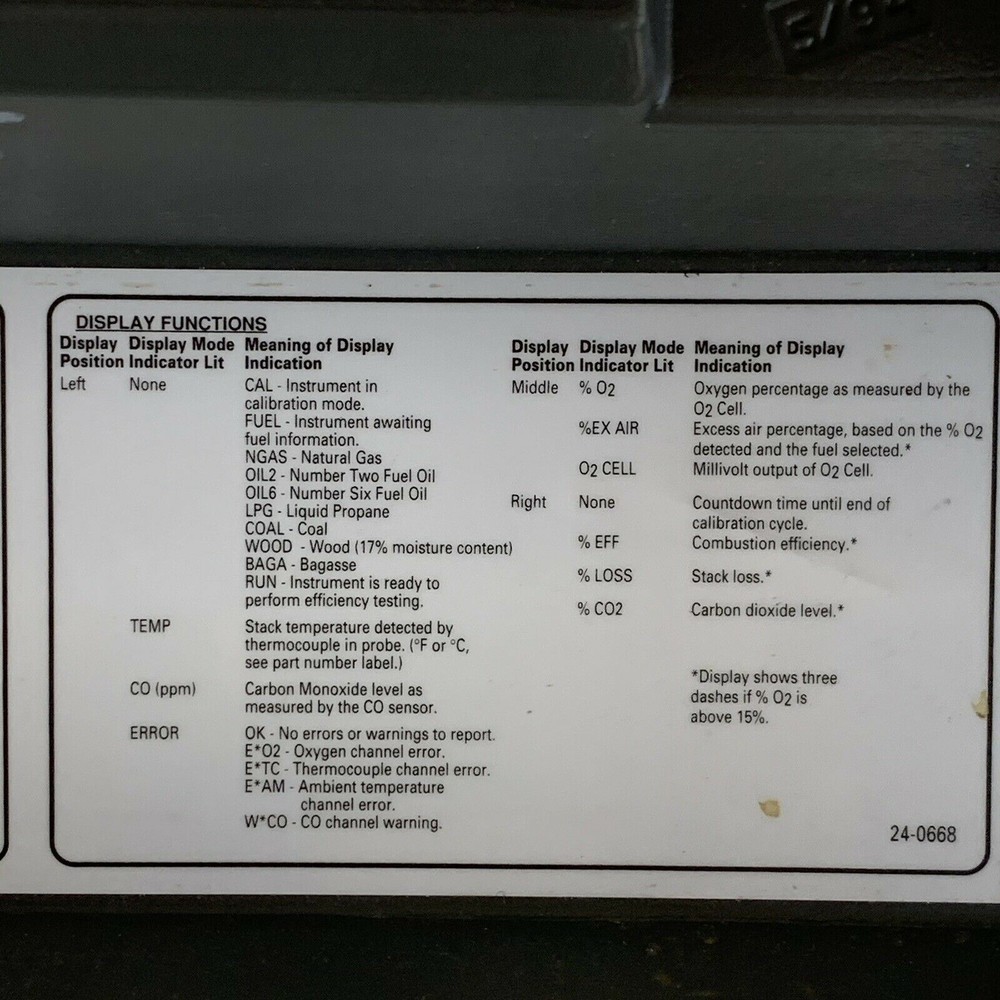 5/94
DISPLAY FUNCTIONS
Display Display Mode Meaning of Display
Position Indicator Lit Indication
Left None CAL - Instrument in
calibration mode.
FUEL - Instrument awaiting
fuel information.
NGAS - Natural Gas
OIL2 - Number Two Fuel Oil
OIL6 - Number Six Fuel Oil
LPG - Liquid Propane
COAL - Coal
WOOD - Wood (17% moisture content)
BAGA - Bagasse
RUN - Instrument is ready to
perform efficiency testing.
TEMP Stack temperature detected by
thermocouple in probe. (°F or °C,
see part number label.)
CO (ppm) Carbon Monoxide level as
measured by the CO sensor.
ERROR OK - No errors or warnings to report.
E*O2 - Oxygen channel error.
E*TC - Thermocouple channel error.
E*AM - Ambient temperature
channel error.
W*CO - CO channel warning.
Display Display Mode Meaning of Display
Position Indicator Lit Indication
Middle % O2 Oxygen percentage as measured by the
O2 Cell.
%EX AIR Excess air percentage, based on the % O2
detected and the fuel selected.*
O2 CELL Millivolt output of O2 Cell.
Right None Countdown time until end of
calibration cycle.
% EFF Combustion efficiency.*
% LOSS Stack loss.*
% CO2 Carbon dioxide level.*
*Display shows three
dashes if % O2 is
above 15%.
24-0668